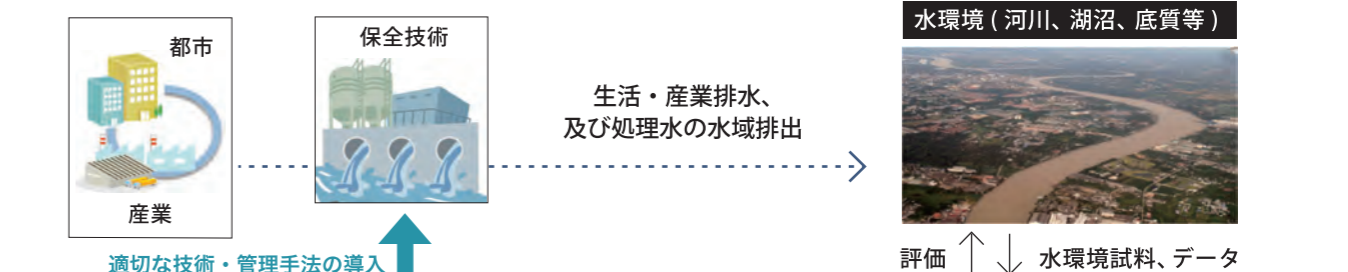 都市
産業
保全技術
生活・産業排水、
及び処理水の水域排出
水環境 ( 河川、湖沼、底質等 )
適切な技術・管理手法の導入
評価
水環境試料、データ